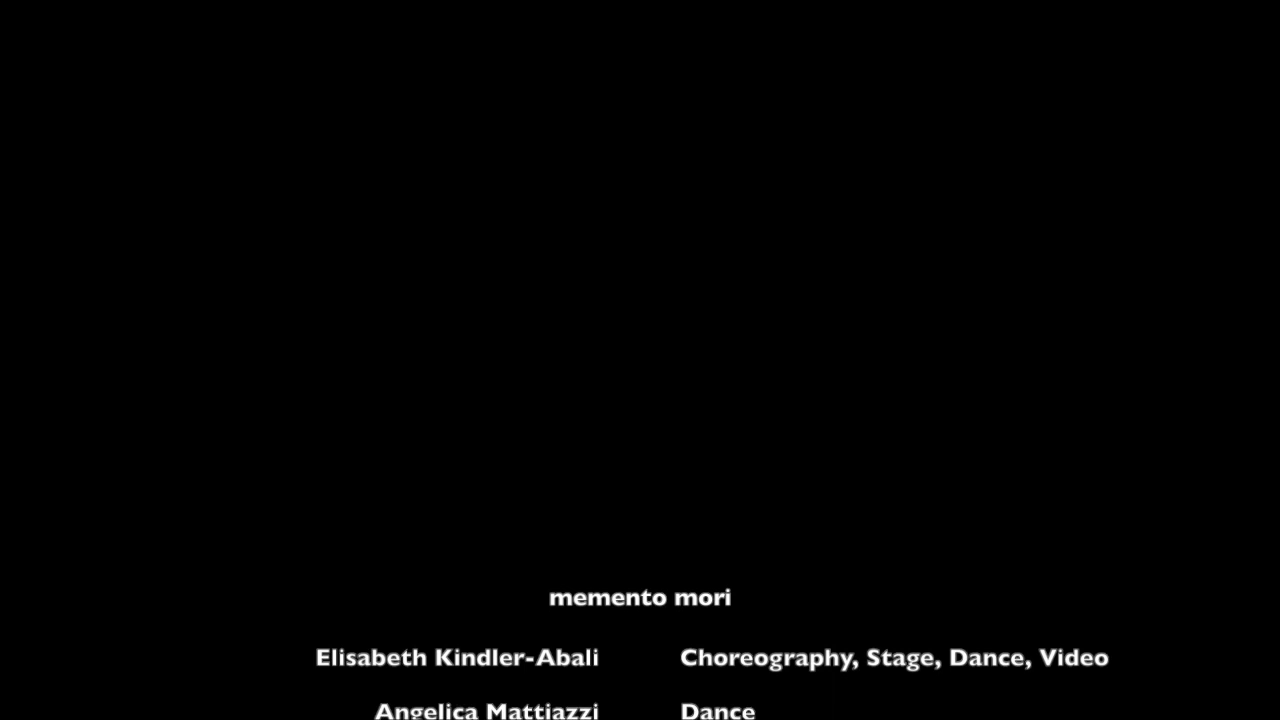 memento mori
Elisabeth Kindler-Abali Choreography, Stage, Dance, Video
Angelica Mattiazzi Dance